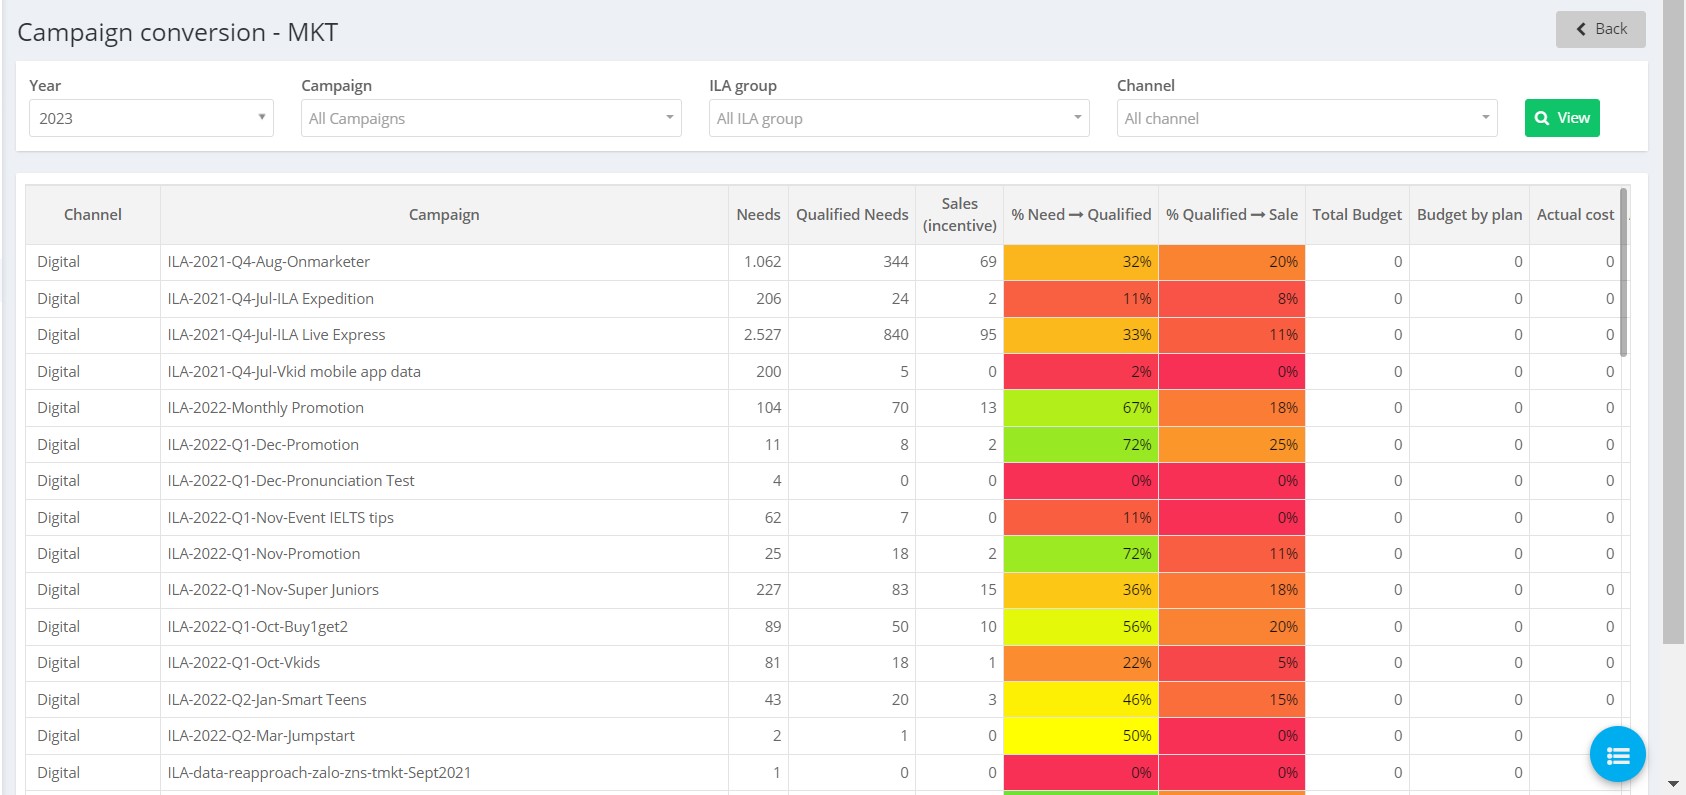 Campaign conversion - MKT
Back
Year Campaign ILA group Channel
2023 All Campaigns All ILA group All channel View
Channel Campaign Needs Qualified Needs Sales (incentive) % Need → Qualified % Qualified → Sale Total Budget Budget by plan Actual cost
Digital ILA-2021-Q4-Aug-Onmarketer 1.062 344 69 32% 20% 0 0 0
Digital ILA-2021-Q4-Jul-ILA Expedition 206 24 2 11% 8% 0 0 0
Digital ILA-2021-Q4-Jul-ILA Live Express 2.527 840 95 33% 11% 0 0 0
Digital ILA-2021-Q4-Jul-Vkid mobile app data 200 5 0 2% 0% 0 0 0
Digital ILA-2022-Monthly Promotion 104 70 13 67% 18% 0 0 0
Digital ILA-2022-Q1-Dec-Promotion 11 8 2 72% 25% 0 0 0
Digital ILA-2022-Q1-Dec-Pronunciation Test 4 0 0 0% 0% 0 0 0
Digital ILA-2022-Q1-Nov-Event IELTS tips 62 7 0 11% 0% 0 0 0
Digital ILA-2022-Q1-Nov-Promotion 25 18 2 72% 11% 0 0 0
Digital ILA-2022-Q1-Nov-Super Juniors 227 83 15 36% 18% 0 0 0
Digital ILA-2022-Q1-Oct-Buy1get2 89 50 10 56% 20% 0 0 0
Digital ILA-2022-Q1-Oct-Vkids 81 18 1 22% 5% 0 0 0
Digital ILA-2022-Q2-Jan-Smart Teens 43 20 3 46% 15% 0 0 0
Digital ILA-2022-Q2-Mar-Jumpstart 2 1 0 50% 0% 0 0
Digital ILA-data-reapproach-zalo-zns-tmkt-Sept2021 1 0 0 0% 0% 0 0